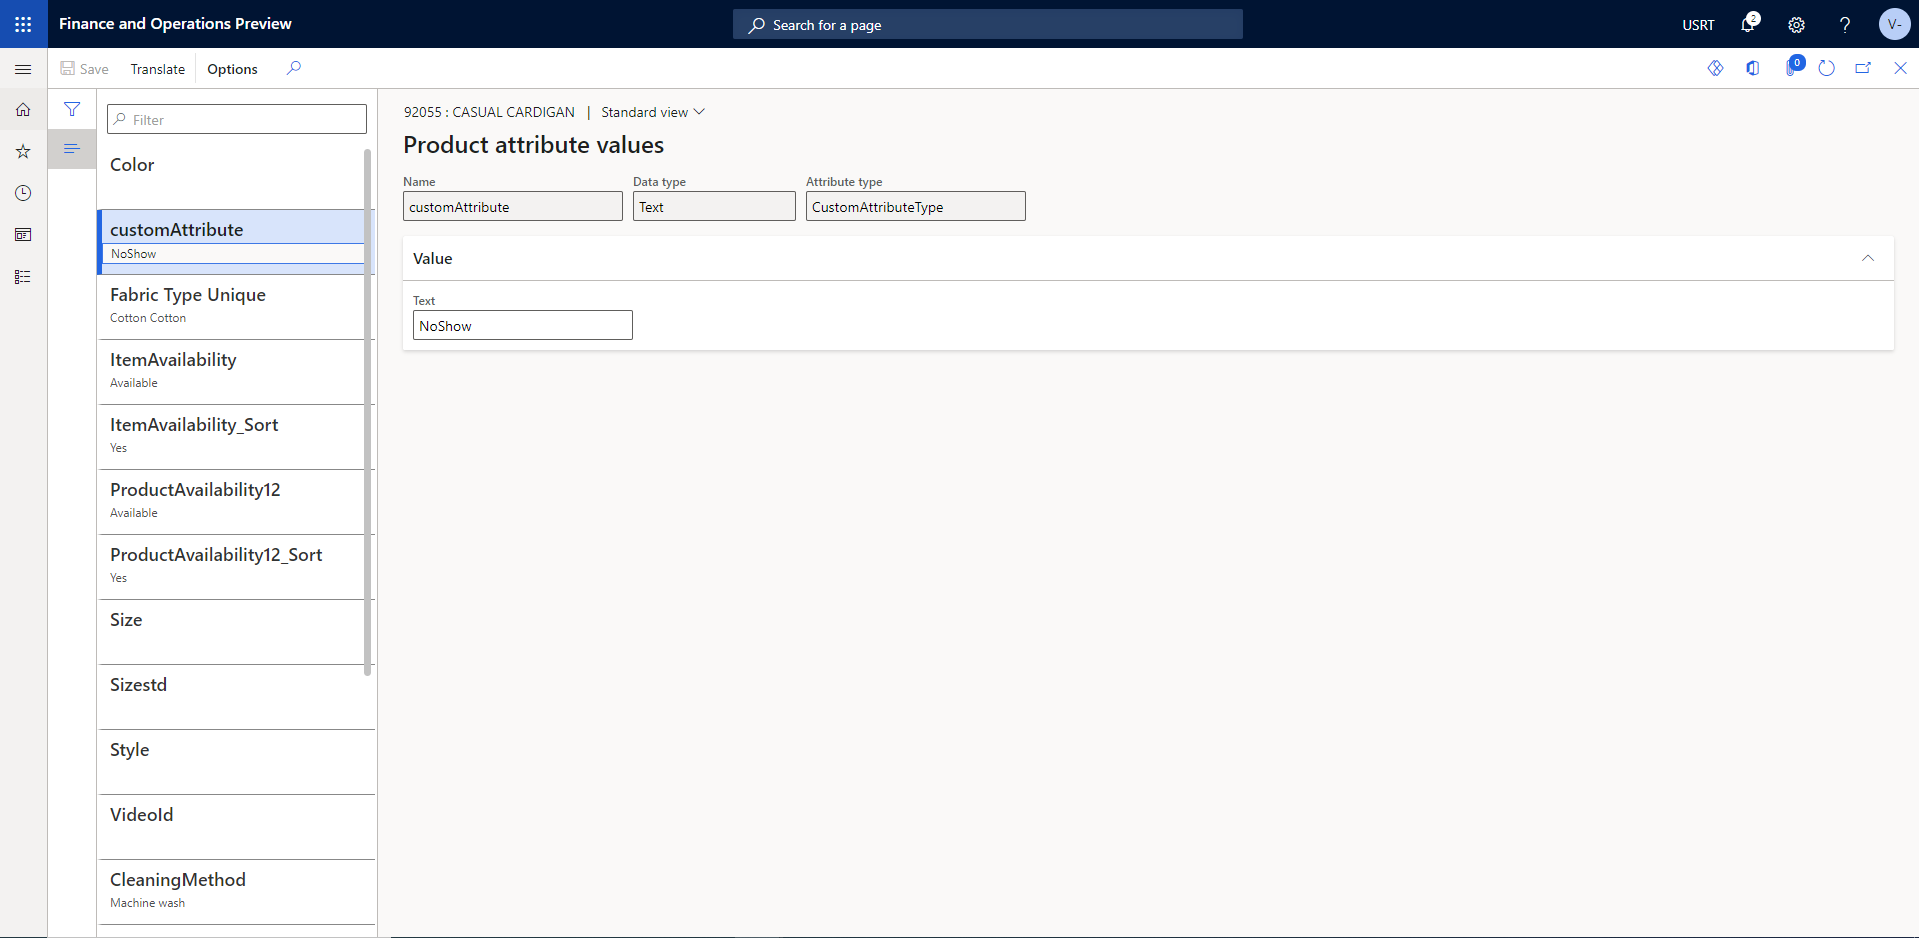 Finance and Operations Preview
Search for a page
USRT
2
?
V-
Save
Translate
Options
0
Filter
Color
customAttribute
NoShow
Fabric Type Unique
Cotton Cotton
ItemAvailability
Available
ItemAvailability_Sort
Yes
ProductAvailability12
Available
ProductAvailability12_Sort
Yes
Size
Sizestd
Style
VideoId
CleaningMethod
Machine wash
92055 : CASUAL CARDIGAN | Standard view
Product attribute values
Name Data type Attribute type
customAttribute Text CustomAttributeType
Value
Text
NoShow